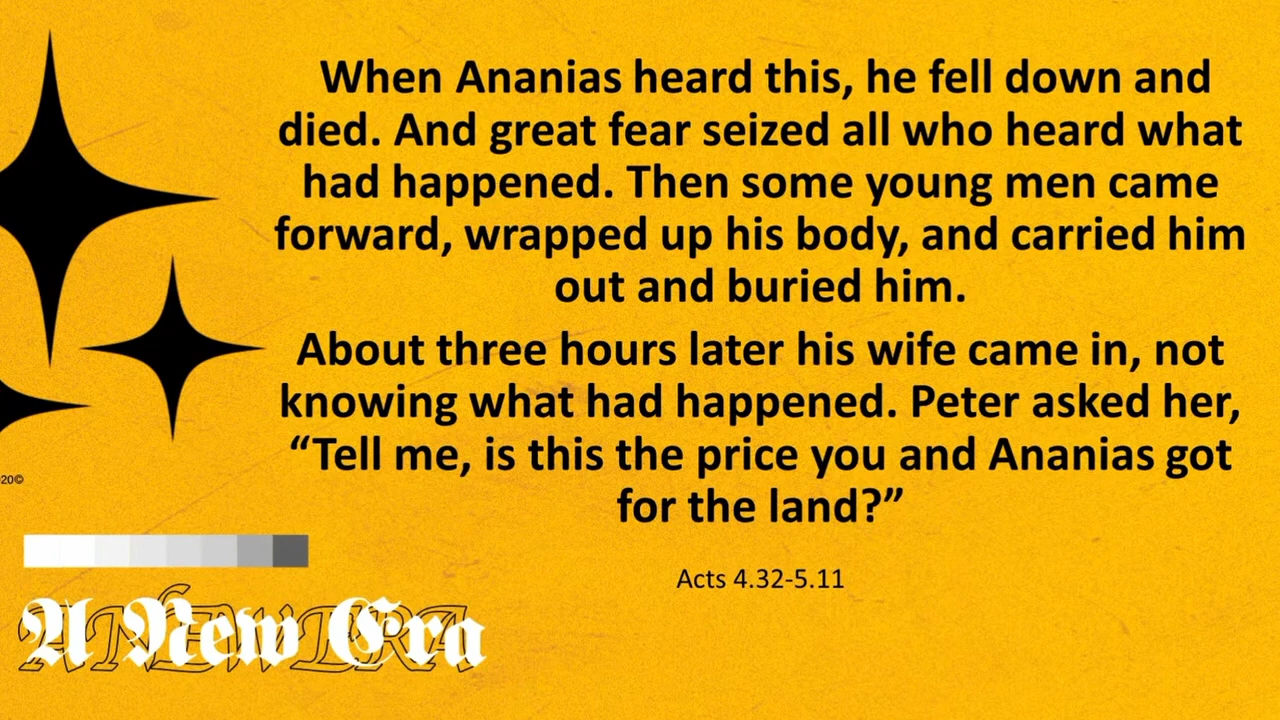 When Ananias heard this, he fell down and
died. And great fear seized all who heard what
had happened. Then some young men came
forward, wrapped up his body, and carried him
out and buried him.
About three hours later his wife came in, not
knowing what had happened. Peter asked her,
“Tell me, is this the price you and Ananias got
for the land?”
Acts 4.32-5.11
20©
A New Era
A NEW ERA